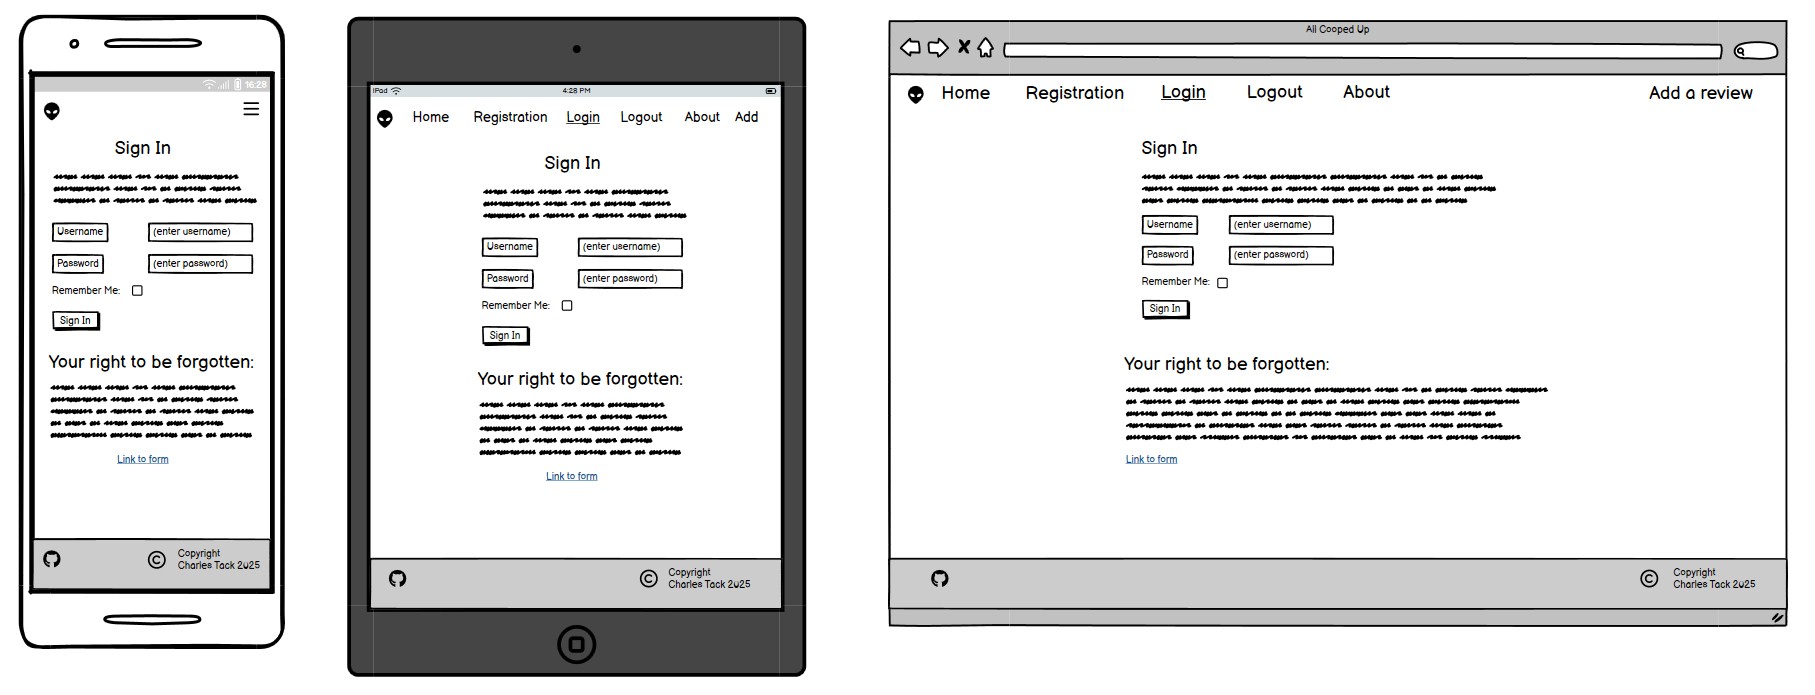 16:28
Sign In
Username
(enter username)
Password
(enter password)
Remember Me:
Sign In
Your right to be forgotten:
Link to form
Copyright
Charles Tack 2025
iPod
4:28 PM
Home Registration Login Logout About Add
Sign In
Username
(enter username)
Password
(enter password)
Remember Me:
Sign In
Your right to be forgotten:
Link to form
Copyright
Charles Tack 2025
All Cooped Up
Home Registration Login Logout About Add a review
Sign In
Username
(enter username)
Password
(enter password)
Remember Me:
Sign In
Your right to be forgotten:
Link to form
Copyright
Charles Tack 2025